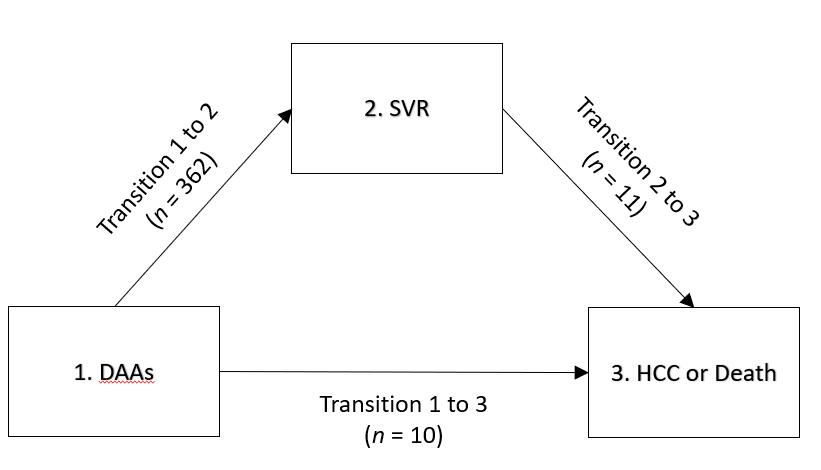 Transition 1 to 2
(n = 362)
2. SVR
Transition 2 to 3
(n = 11)
1. DAAs
3. HCC or Death
Transition 1 to 3
(n = 10)